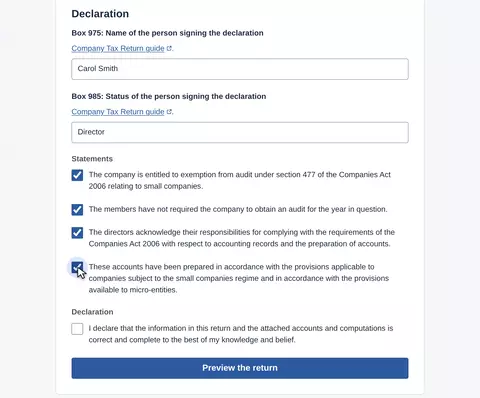 Declaration
Box 975: Name of the person signing the declaration
Company Tax Return guide.
Carol Smith
Box 985: Status of the person signing the declaration
Company Tax Return guide.
Director
Statements
The company is entitled to exemption from audit under section 477 of the Companies Act
2006 relating to small companies.
The members have not required the company to obtain an audit for the year in question.
The directors acknowledge their responsibilities for complying with the requirements of the
Companies Act 2006 with respect to accounting records and the preparation of accounts.
These accounts have been prepared in accordance with the provisions applicable to
companies subject to the small companies regime and in accordance with the provisions
available to micro-entities.
Declaration
I declare that the information in this return and the attached accounts and computations is
correct and complete to the best of my knowledge and belief.
Preview the return